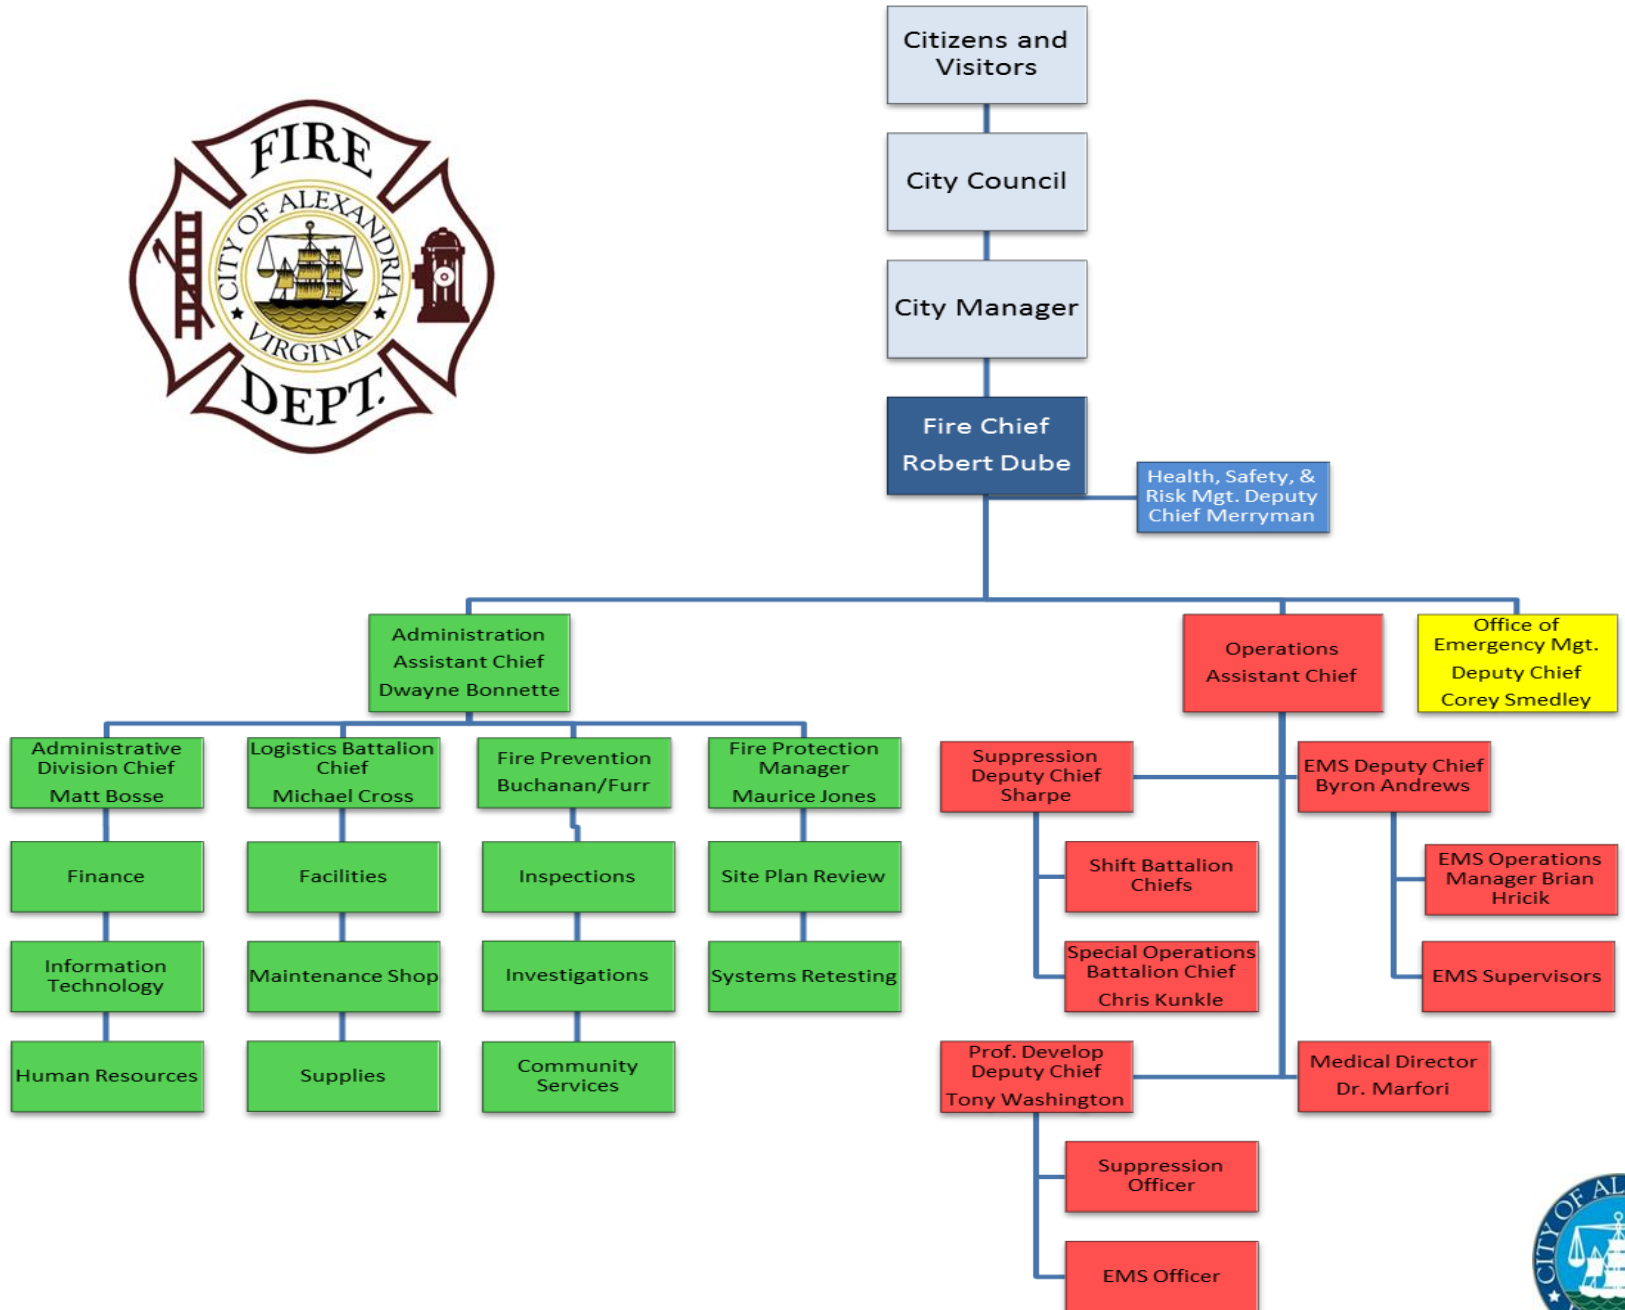 Citizens and
Visitors
City Council
City Manager
Fire Chief
Robert Dube
Health, Safety, &
Risk Mgt. Deputy
Chief Merryman
FIRE
CITY OF ALEXANDRIA
VIRGINIA
DEPT.
Administration
Assistant Chief
Dwayne Bonnette
Operations
Assistant Chief
Office of
Emergency Mgt.
Deputy Chief
Corey Smedley
Administrative
Division Chief
Matt Bosse
Logistics Battalion
Chief
Michael Cross
Fire Prevention
Buchanan/Furr
Fire Protection
Manager
Maurice Jones
Finance
Facilities
Inspections
Site Plan Review
Information
Technology
Maintenance Shop
Investigations
Systems Retesting
Human Resources
Supplies
Community
Services
Suppression
Deputy Chief
Sharpe
EMS Deputy Chief
Byron Andrews
Shift Battalion
Chiefs
EMS Operations
Manager Brian
Hricik
Special Operations
Battalion Chief
Chris Kunkle
EMS Supervisors
Prof. Develop
Deputy Chief
Tony Washington
Medical Director
Dr. Marfori
Suppression
Officer
EMS Officer
CITY OF AL